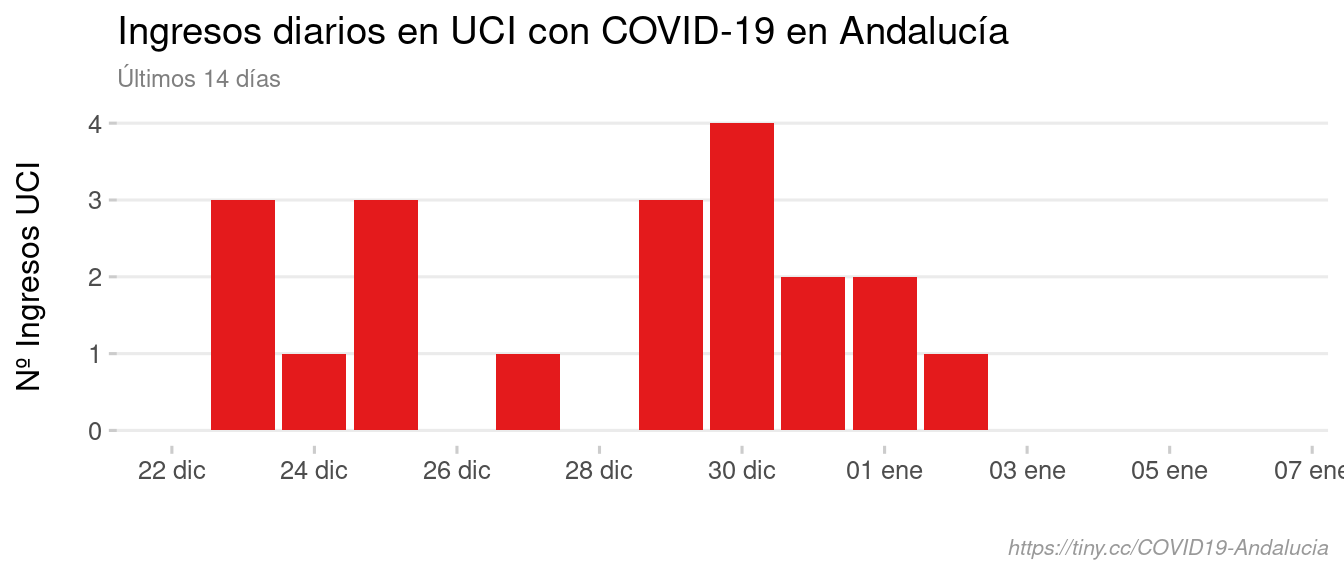 Ingresos diarios en UCI con COVID-19 en Andalucía
Últimos 14 días
Nº Ingresos UCI
4
3
2
1
0
22 dic 24 dic 26 dic 28 dic 30 dic 01 ene 03 ene 05 ene 07 ene
https://tiny.cc/COVID19-Andalucia